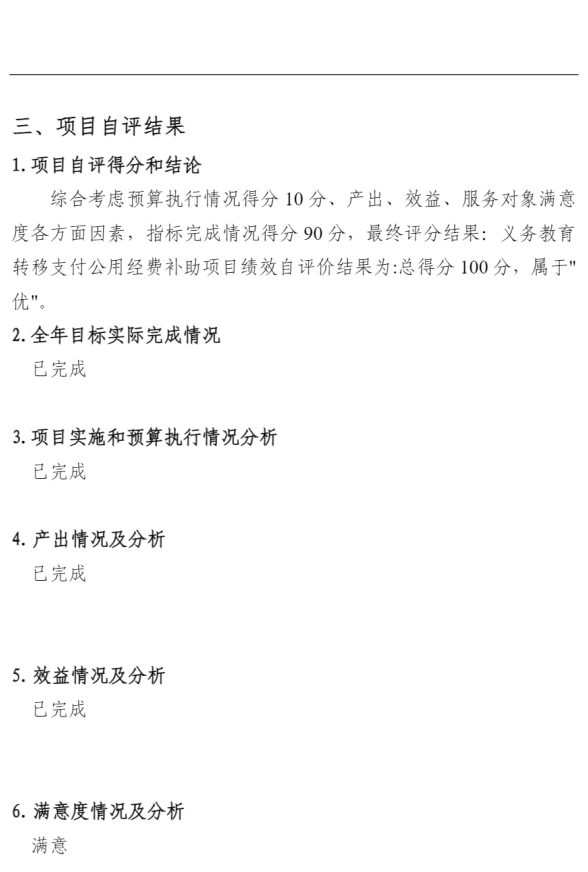 三、项目自评结果
1. 项目自评得分和结论
综合考虑预算执行情况得分 10 分、产出、效益、服务对象满意
度各方面因素，指标完成情况得分 90 分，最终评分结果：义务教育
转移支付公用经费补助项目绩效自评价结果为:总得分 100 分，属于"
优"。
2. 全年目标实际完成情况
已完成
3. 项目实施和预算执行情况分析
已完成
4. 产出情况及分析
已完成
5. 效益情况及分析
已完成
6. 满意度情况及分析
满意